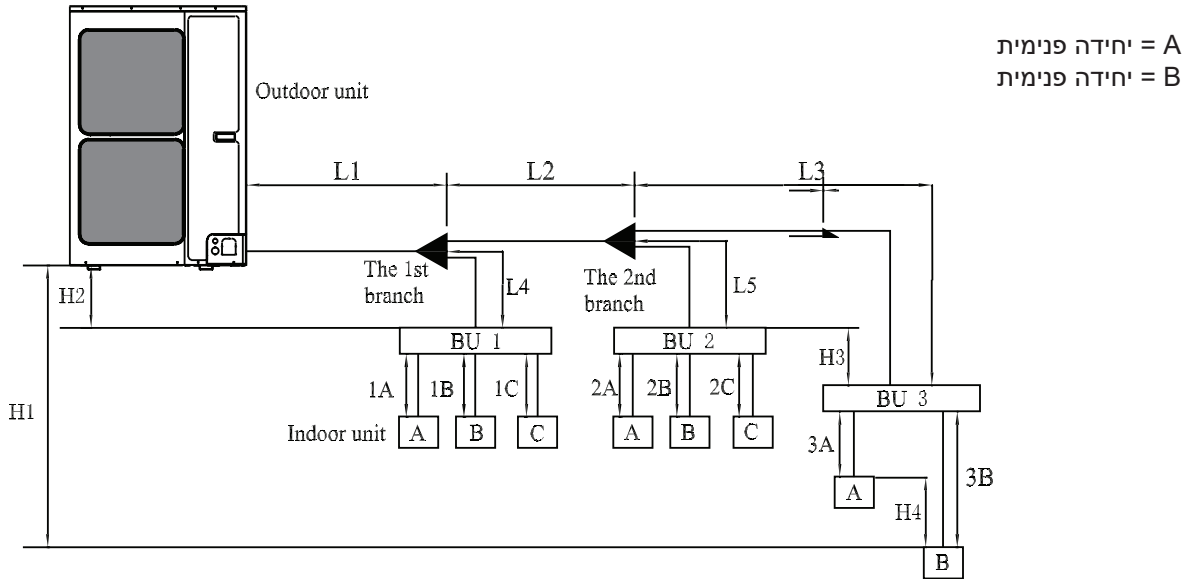 A = יחידה פנימית
B = יחידה פנימית
Outdoor unit
L1
L2
L3
The 1st
branch
The 2nd
branch
L4
L5
H2
BU 1
BU 2
H3
BU 3
1A
1B
1C
2A
2B
2C
H1
Indoor unit
A
B
C
A
B
C
3A
3B
A
H4
B